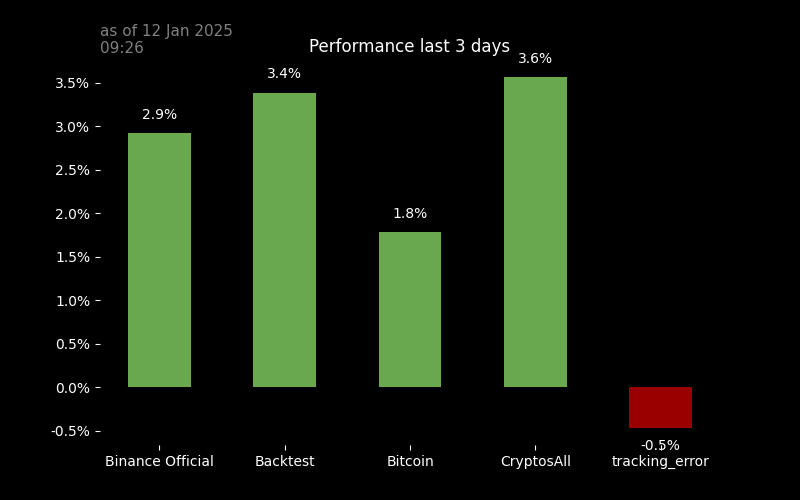 as of 12 Jan 2025
09:26
Performance last 3 days
3.6%
3.4%
2.9%
1.8%
-0.5%
3.5%
3.0%
2.5%
2.0%
1.5%
1.0%
0.5%
0.0%
-0.5%
Binance Official
Backtest
Bitcoin
CryptosAll
tracking_error